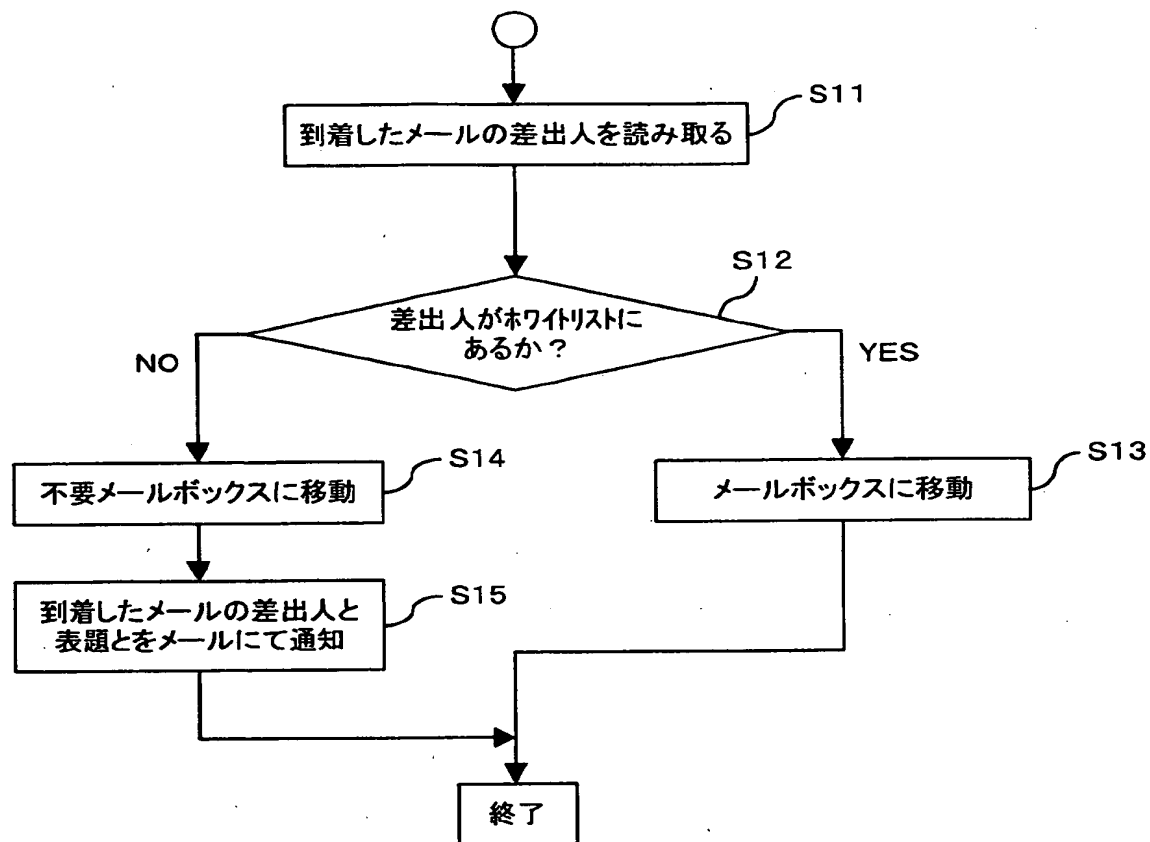 S11
到着したメールの差出人を読み取る
S12
差出人がホワイトリストに
あるか?
NO
YES
S14
不要メールボックスに移動
S13
メールボックスに移動
S15
到着したメールの差出人と
表題とをメールにて通知
終了